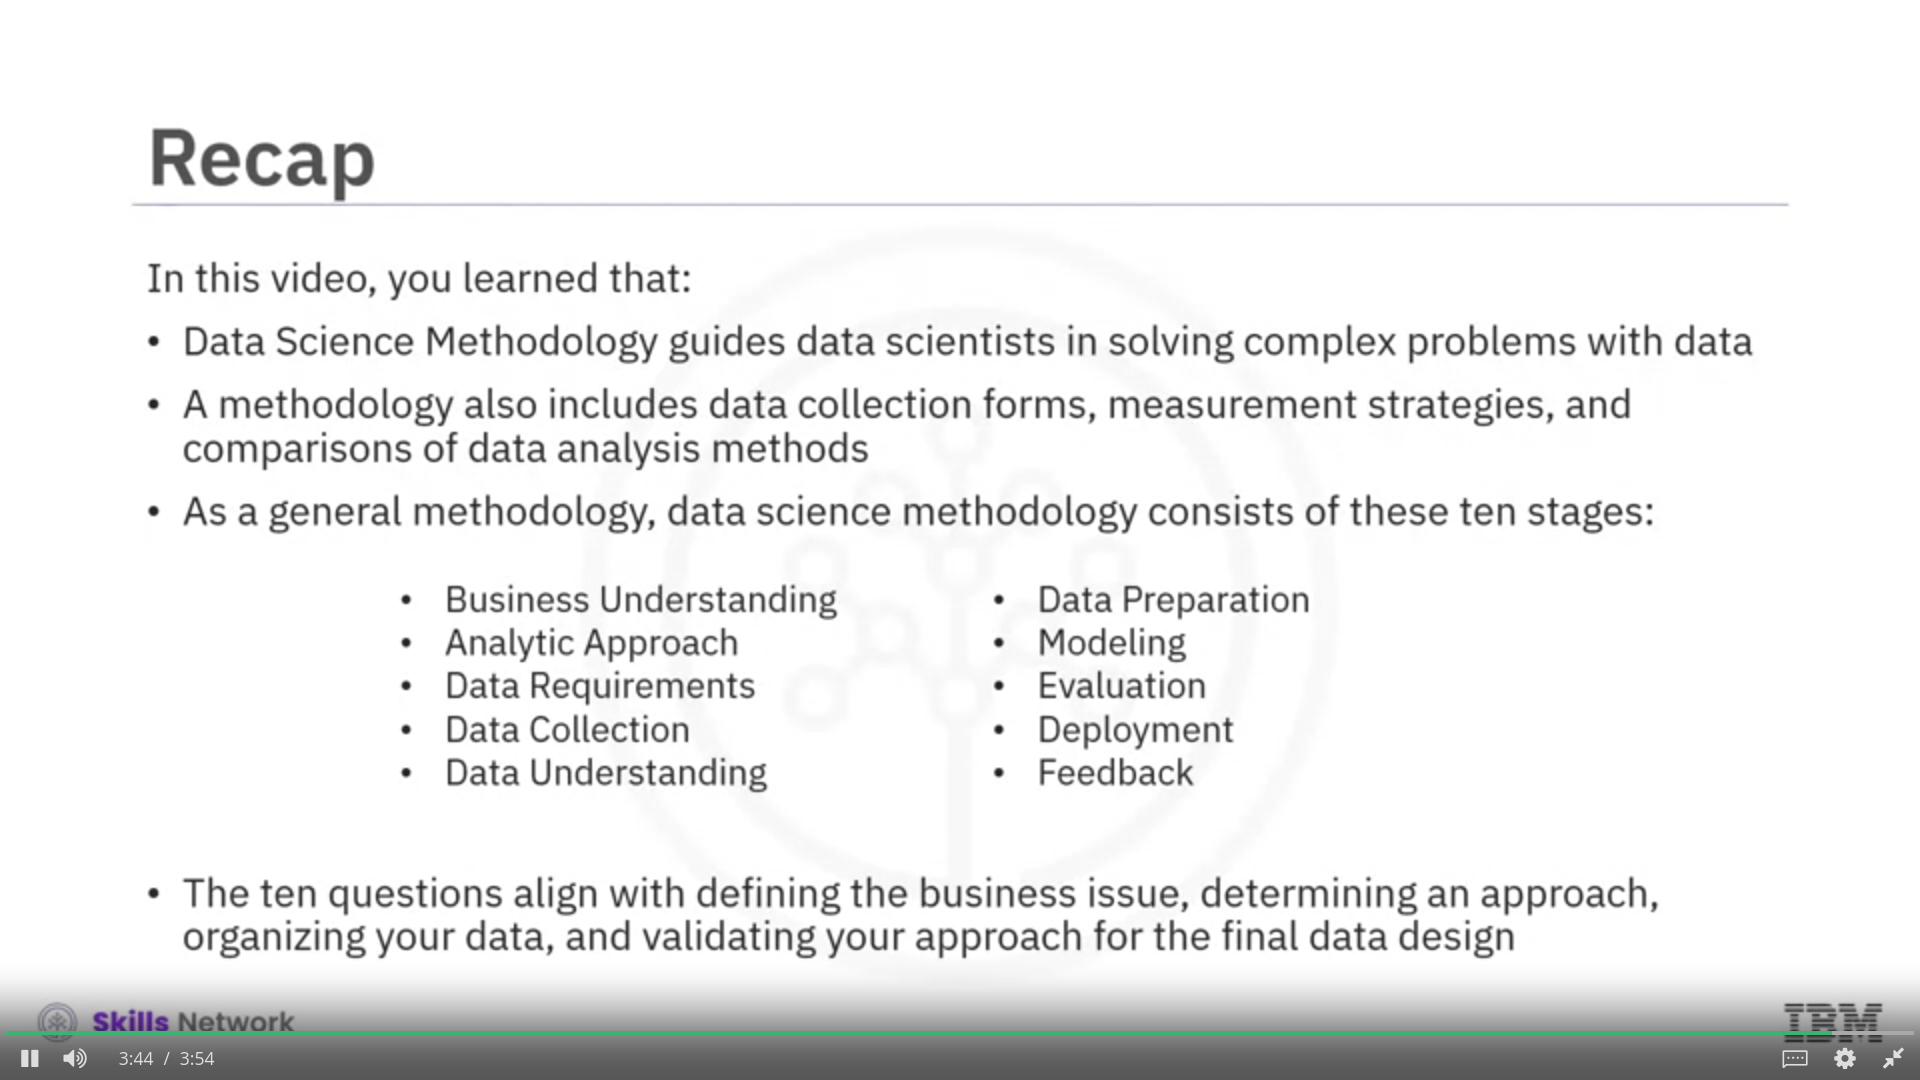 Recap
In this video, you learned that:
• Data Science Methodology guides data scientists in solving complex problems with data
• A methodology also includes data collection forms, measurement strategies, and
comparisons of data analysis methods
• As a general methodology, data science methodology consists of these ten stages:
• Business Understanding
• Analytic Approach
• Data Requirements
• Data Collection
• Data Understanding
• Data Preparation
• Modeling
• Evaluation
• Deployment
• Feedback
• The ten questions align with defining the business issue, determining an approach,
organizing your data, and validating your approach for the final data design
Skills Network
IBM
3:44 / 3:54